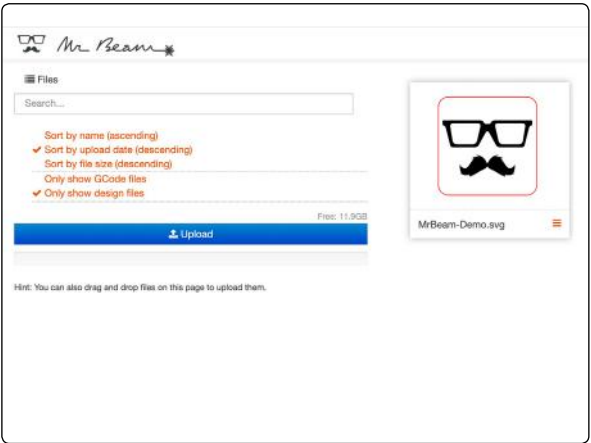 Mr Beam
Files
Search...
Sort by name (ascending)
Sort by upload date (descending)
Sort by file size (descending)
Only show GCode files
Only show design files
Free: 11.9GB
Upload
Hint: You can also drag and drop files on this page to upload them.
MrBeam-Demo.svg